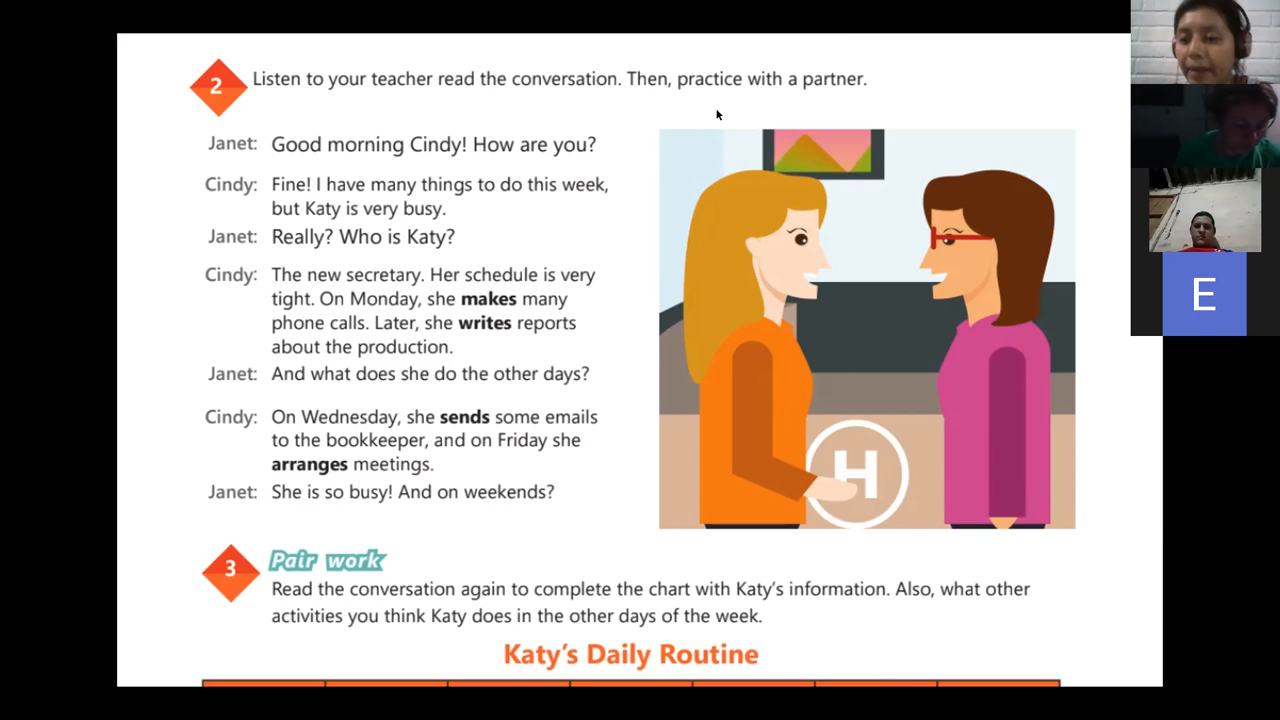 2 Listen to your teacher read the conversation. Then, practice with a partner.
Janet: Good morning Cindy! How are you?
Cindy: Fine! I have many things to do this week,
but Katy is very busy.
Janet: Really? Who is Katy?
Cindy: The new secretary. Her schedule is very
tight. On Monday, she makes many
phone calls. Later, she writes reports
about the production.
Janet: And what does she do the other days?
Cindy: On Wednesday, she sends some emails
to the bookkeeper, and on Friday she
arranges meetings.
Janet: She is so busy! And on weekends?
H
3 Pair work
Read the conversation again to complete the chart with Katy's information. Also, what other
activities you think Katy does in the other days of the week.
Katy's Daily Routine
E